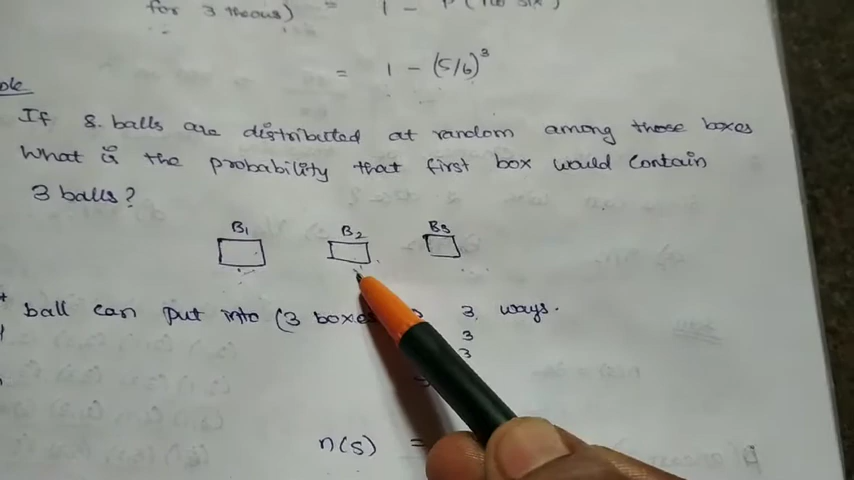 for 3 throws) = 1 - P(no six)
= 1 - (5/6)³
If 8 balls are distributed at random among those boxes
What is the probability that first box would contain
3 balls?
B1 B2 B3
ball can put into (3 boxes 3, ways.
3
3
n(s) =